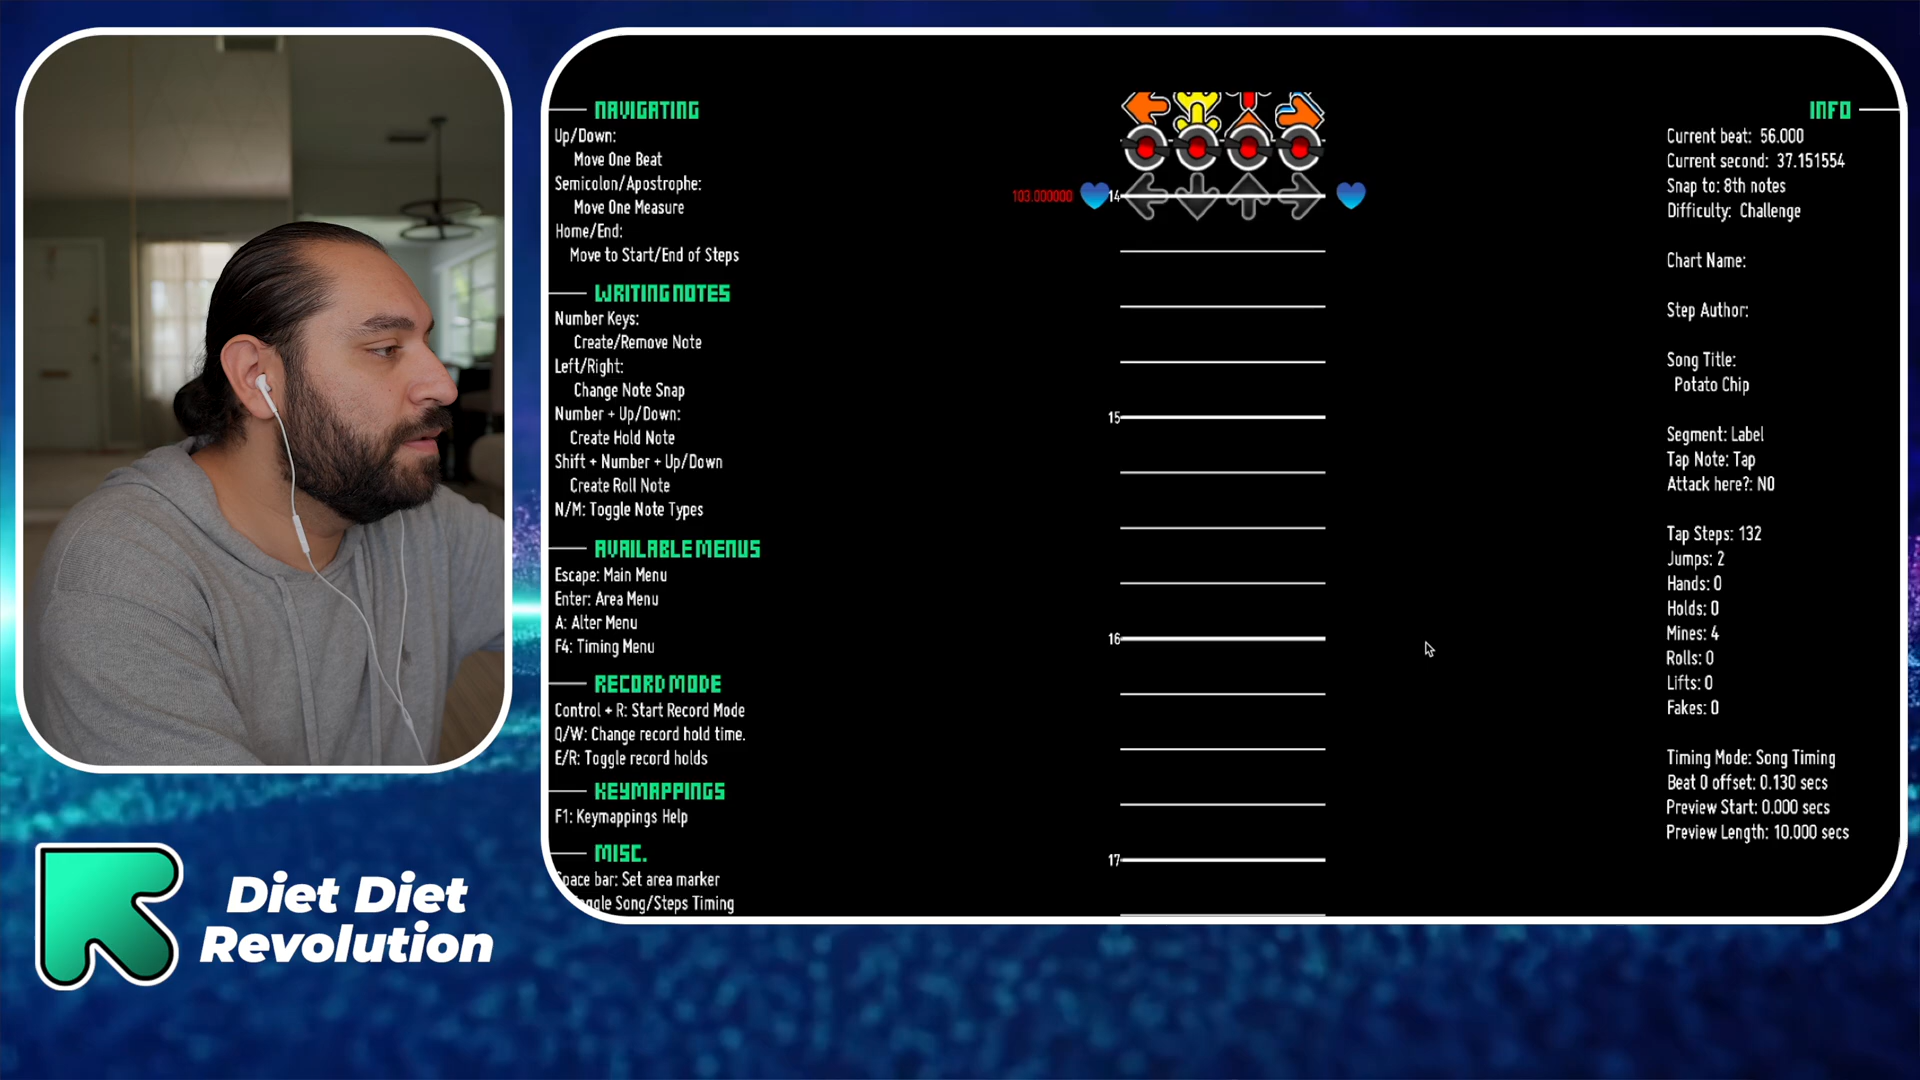 NAVIGATING
Up/Down:
Move One Beat
Semicolon/Apostrophe:
Move One Measure
Home/End:
Move to Start/End of Steps
WRITING NOTES
Number Keys:
Create/Remove Note
Left/Right:
Change Note Snap
Number + Up/Down:
Create Hold Note
Shift + Number + Up/Down
Create Roll Note
N/M: Toggle Note Types
AVAILABLE MENUS
Escape: Main Menu
Enter: Area Menu
A: Alter Menu
F4: Timing Menu
RECORD MODE
Control + R: Start Record Mode
Q/W: Change record hold time.
E/R: Toggle record holds
KEYMAPPINGS
F1: Keymappings Help
MISC.
Space bar: Set area marker
Song/Steps Timing
103.000000
14
15
16
17
INFO
Current beat: 56.000
Current second: 37.151554
Snap to: 8th notes
Difficulty: Challenge
Chart Name:
Step Author:
Song Title:
Potato Chip
Segment: Label
Tap Note: Tap
Attack here?: NO
Tap Steps: 132
Jumps: 2
Hands: 0
Holds: 0
Mines: 4
Rolls: 0
Lifts: 0
Fakes: 0
Timing Mode: Song Timing
Beat 0 offset: 0.130 secs
Preview Start: 0.000 secs
Preview Length: 10.000 secs
Diet Diet
Revolution